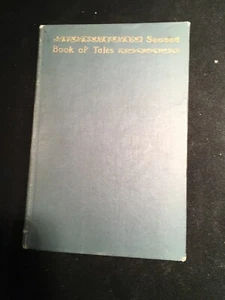 Second
Book of Tales